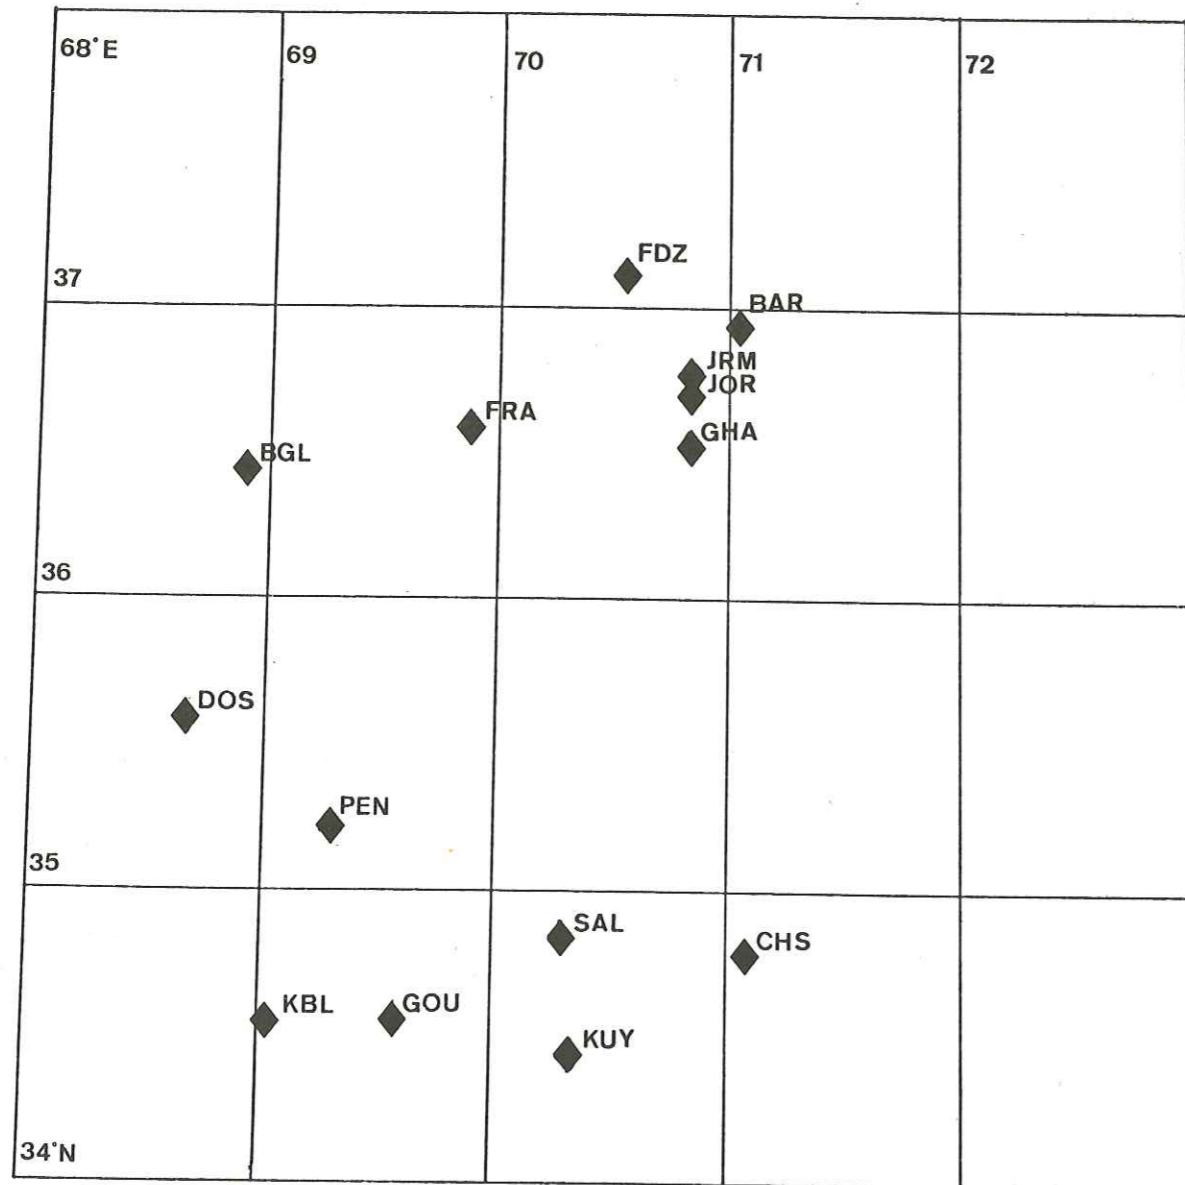 68°E
69
70
71
72
FDZ
37
BAR
JRM
JOR
FRA
GHA
BGL
36
DOS
PEN
35
SAL
CHS
KBL
GOU
KUY
34°N